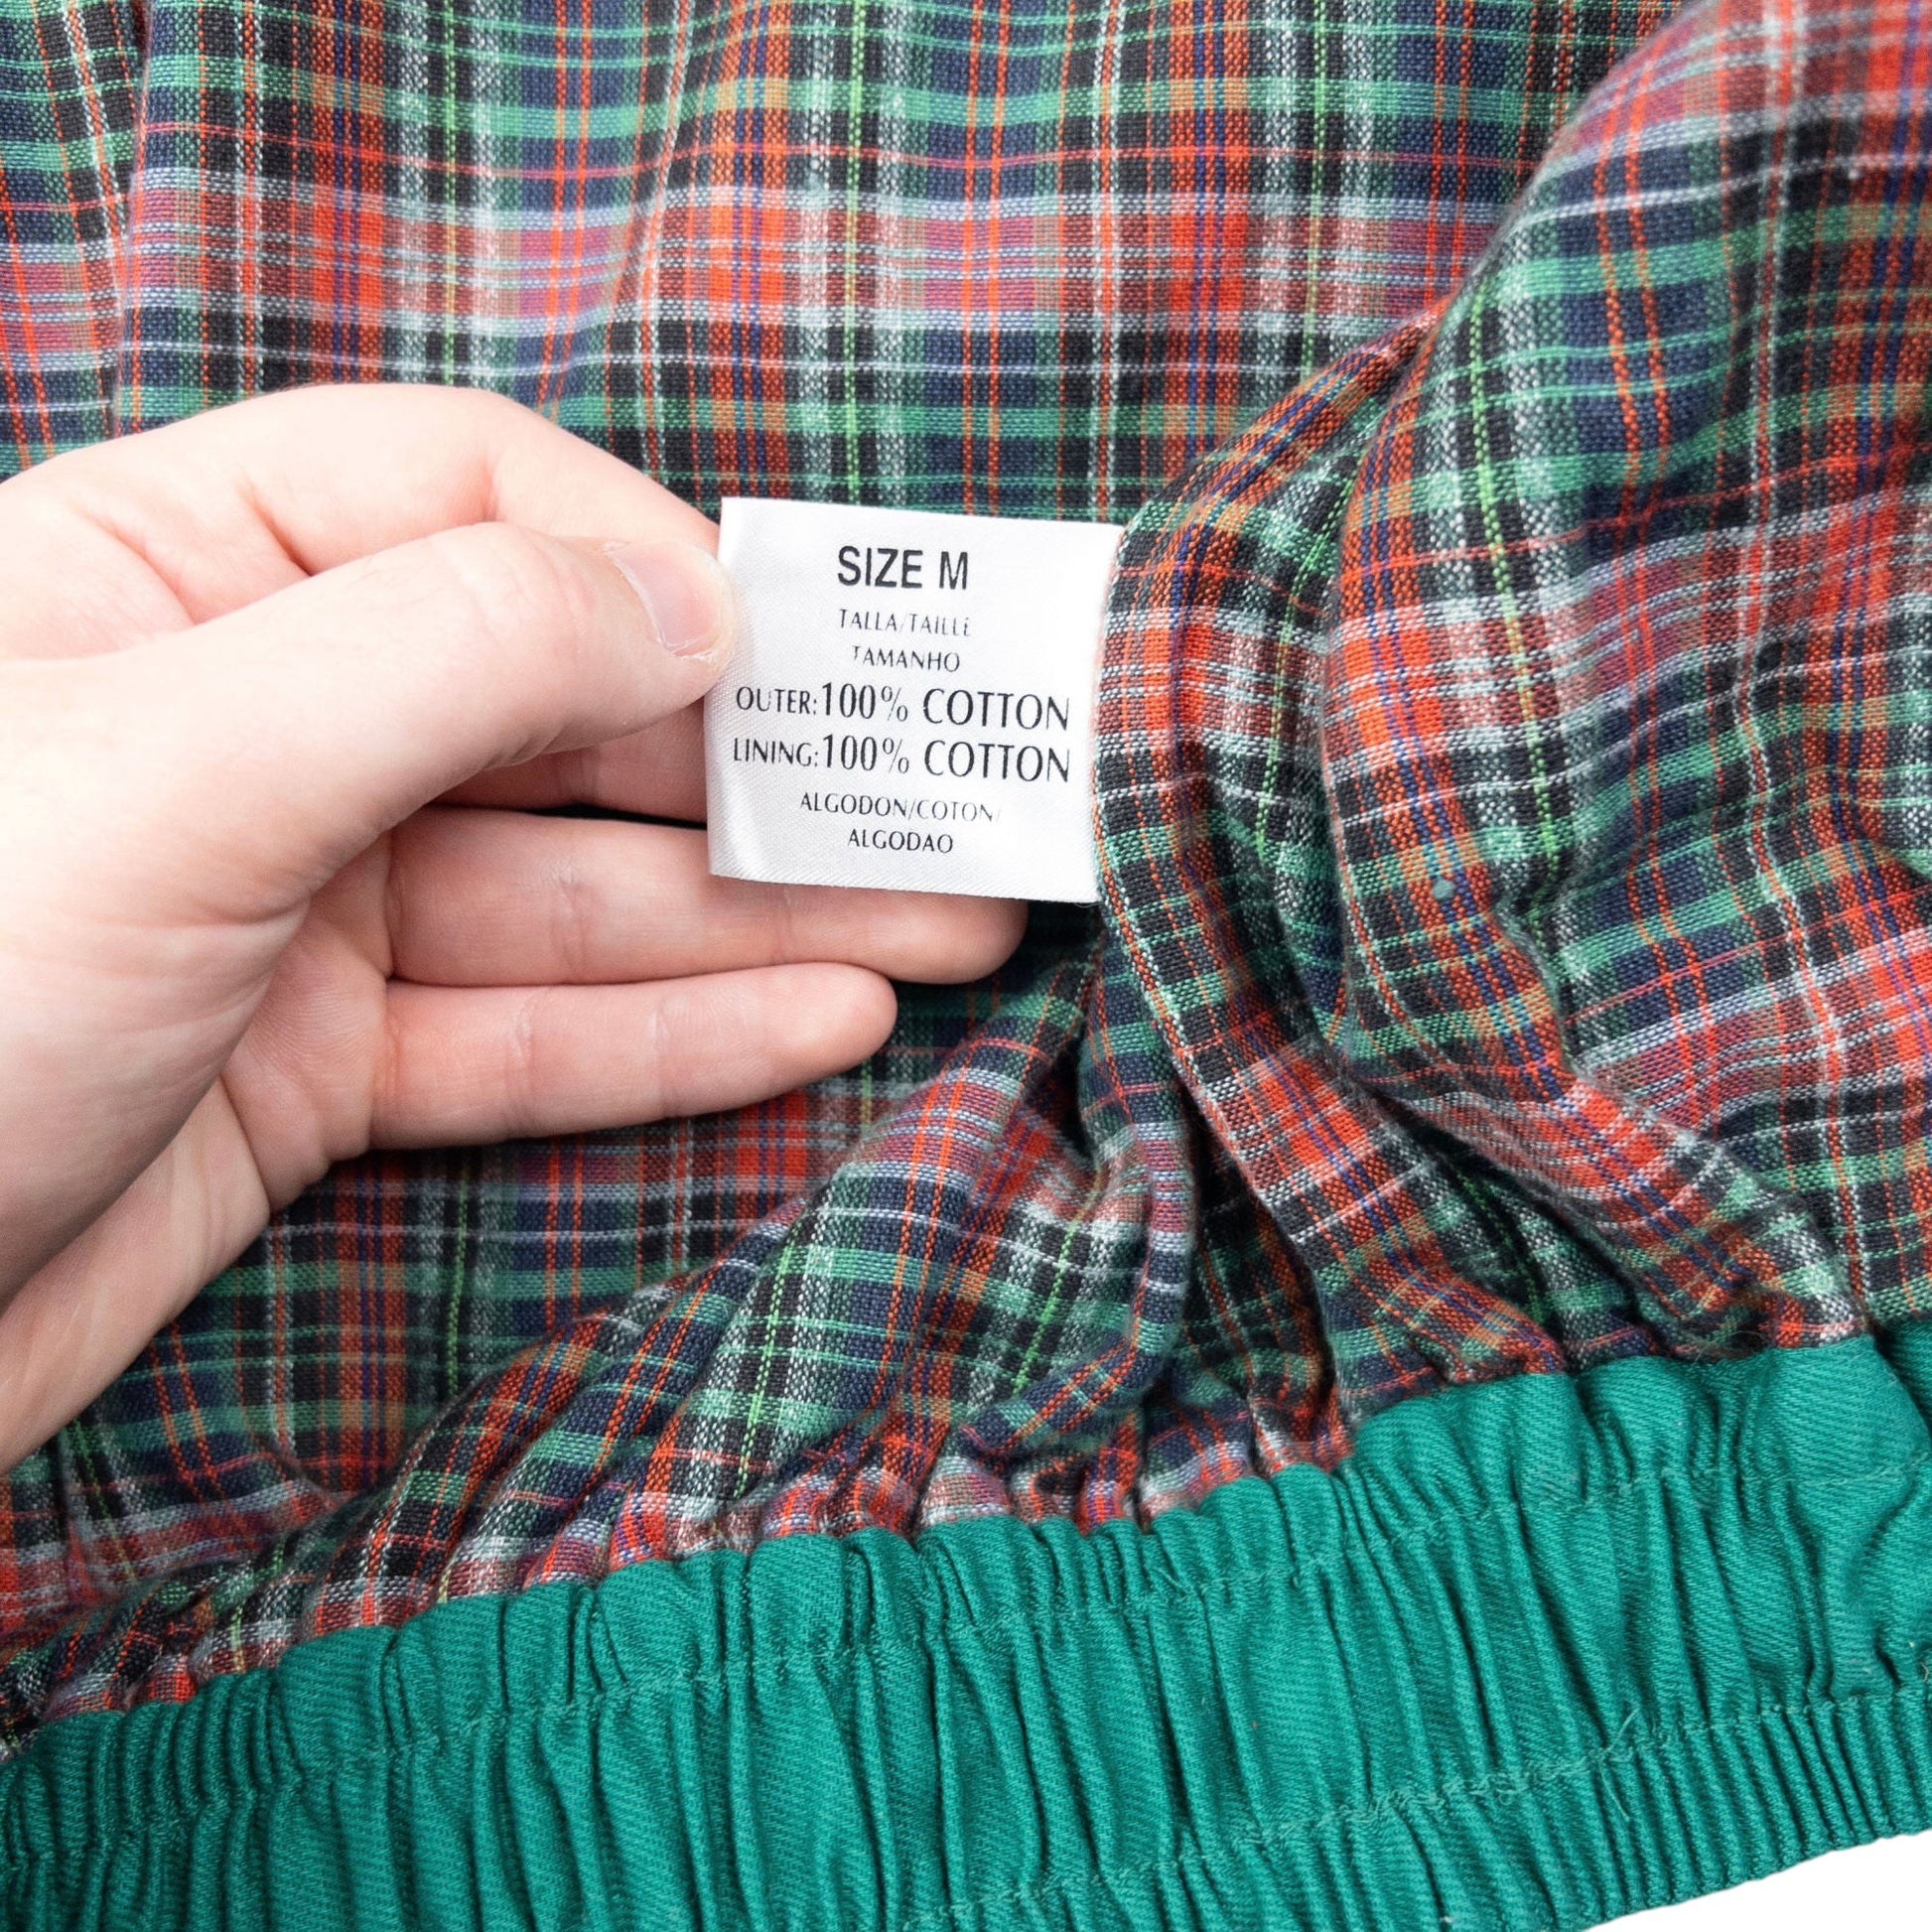 SIZE M
TALLA/TAILLE
TAMANHO
OUTER:100% COTTON
LINING:100% COTTON
ALGODON/COTON/
ALGODAO